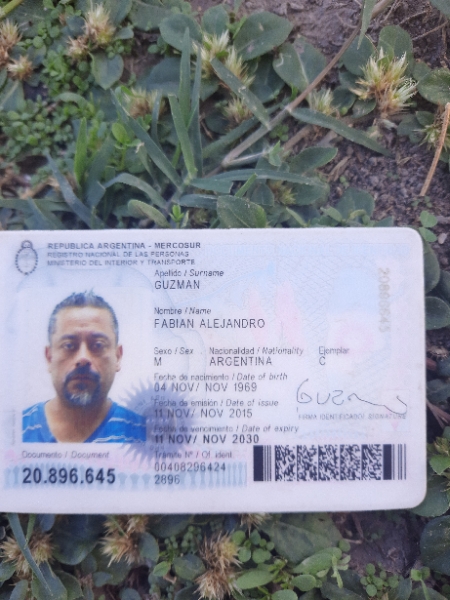 REPUBLICA ARGENTINA - MERCOSUR
REGISTRO NACIONAL DE LAS PERSONAS
MINISTERIO DEL INTERIOR Y TRANSPORTE
Apellido / Surname
GUZMAN
Nombre / Name
FABIAN ALEJANDRO
Sexo / Sex Nacionalidad / Nationality Ejemplar
M ARGENTINA C
Fecha de nacimiento / Date of birth
04 NOV/ NOV 1969
Fecha de emisión / Date of issue
11 NOV/ NOV 2015
Fecha de vencimiento / Date of expiry
11 NOV/ NOV 2030
FIRMA IDENTIFICADO / SIGNATURE
Documento / Document
20.896.645
Trámite Nº / Of. ident.
00408296424
2896
20896645